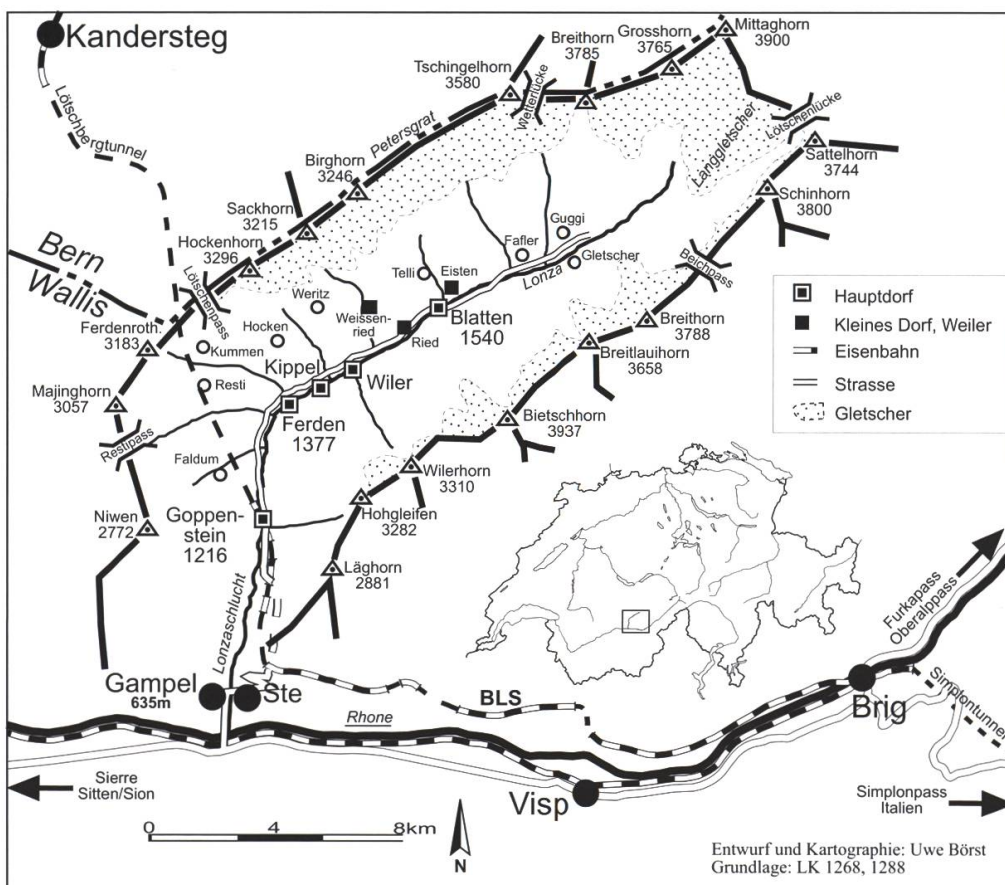 Kandersteg
Lötschbergtunnel
Mittaghorn
3900
Grosshorn
3765
Breithorn
3785
Tschingelhorn
3580
Wetterlücke
Petersgrat
Langgletscher
Lötschenlücke
Sattelhorn
3744
Schinhorn
3800
Birghorn
3246
Sackhorn
3215
Hockenhorn
3296
Lötschenpass
Bern
Wallis
Ferdenroth.
3183
Majinghorn
3057
Restipass
Niwen
2772
Guggi
Fafler
Gletscher
Lonza
Telli
Eisten
Blatten
1540
Weritz
Weissen-
ried
Ried
Hocken
Kummen
Kippel
Wiler
Resti
Ferden
1377
Faldum
Goppen-
stein
1216
Beichpass
Breithorn
3788
Breitlauihorn
3658
Bietschhorn
3937
Wilerhorn
3310
Hohgleifen
3282
Läghorn
2881
Hauptdorf
Kleines Dorf, Weiler
Eisenbahn
Strasse
Gletscher
Lonzaschlucht
Gampel
635m
Ste
BLS
Rhone
Visp
Brig
Furkapass
Oberalppass
Simplontunnel
Sierre
Sitten/Sion
Simplonpass
Italien
0 4 8km
N
Entwurf und Kartographie: Uwe Börst
Grundlage: LK 1268, 1288